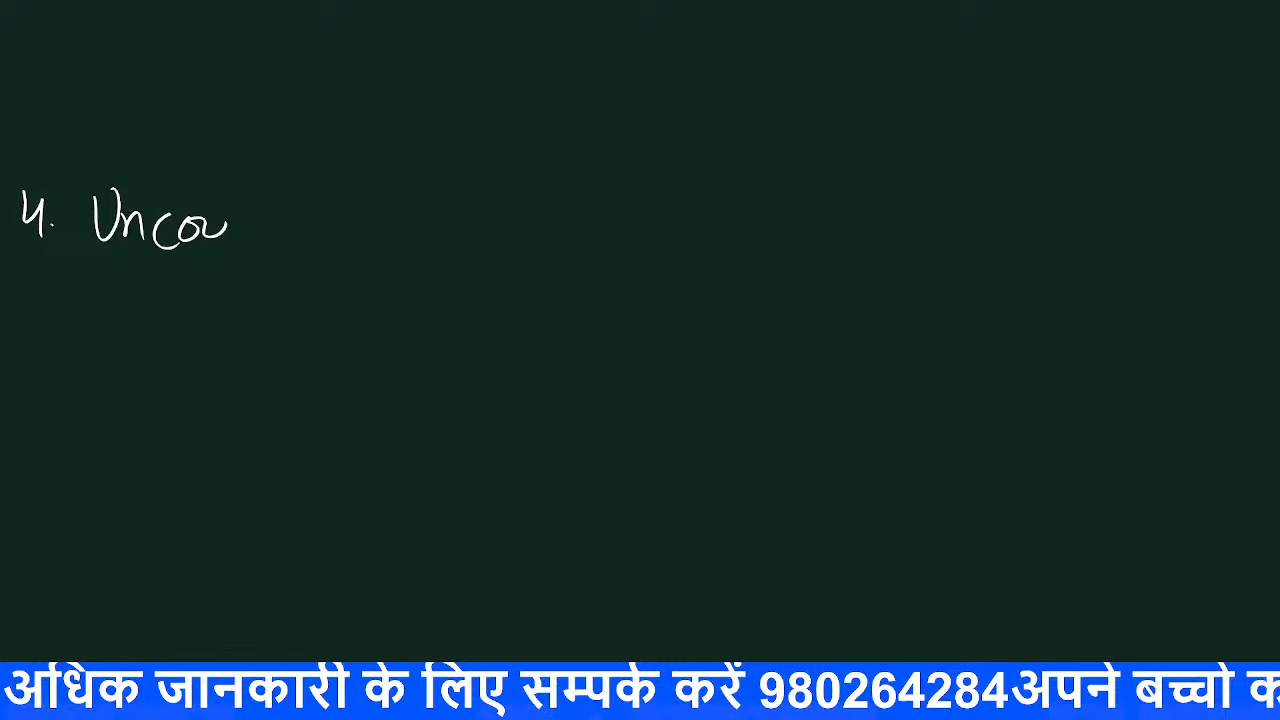 4. Uncou
अधिक जानकारी के लिए सम्पर्क करें 980264284अपने बच्चो क